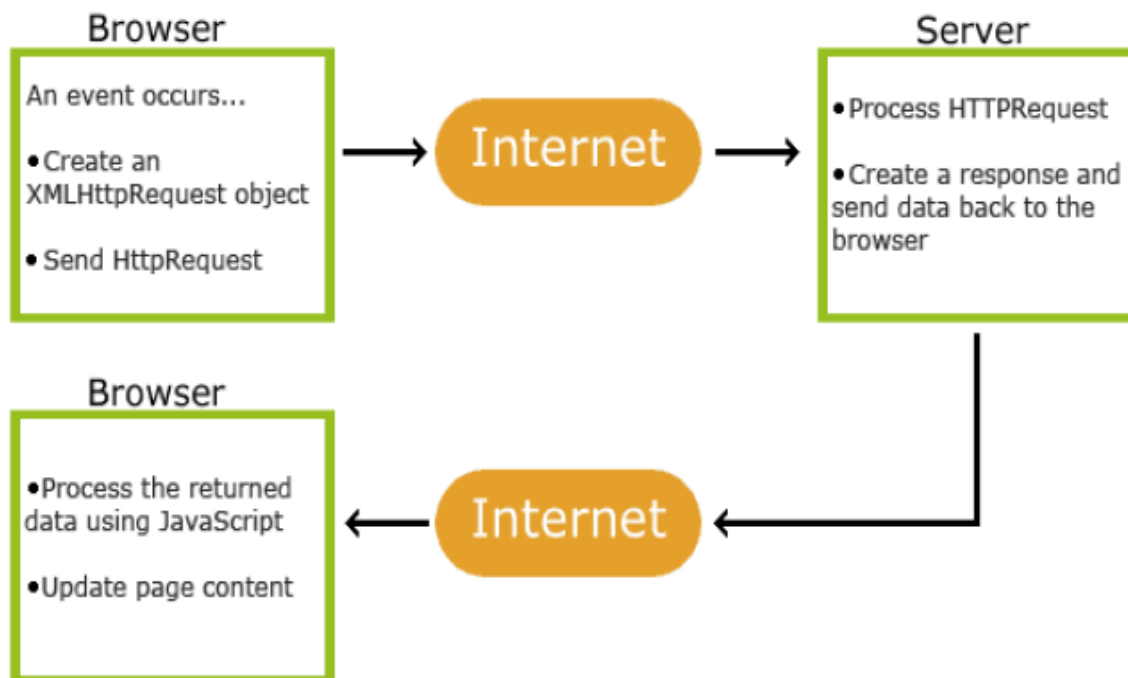 Browser
An event occurs...
•Create an
XMLHttpRequest object
• Send HttpRequest
Internet
Server
•Process HTTPRequest
•Create a response and
send data back to the
browser
Browser
•Process the returned
data using JavaScript
•Update page content
Internet